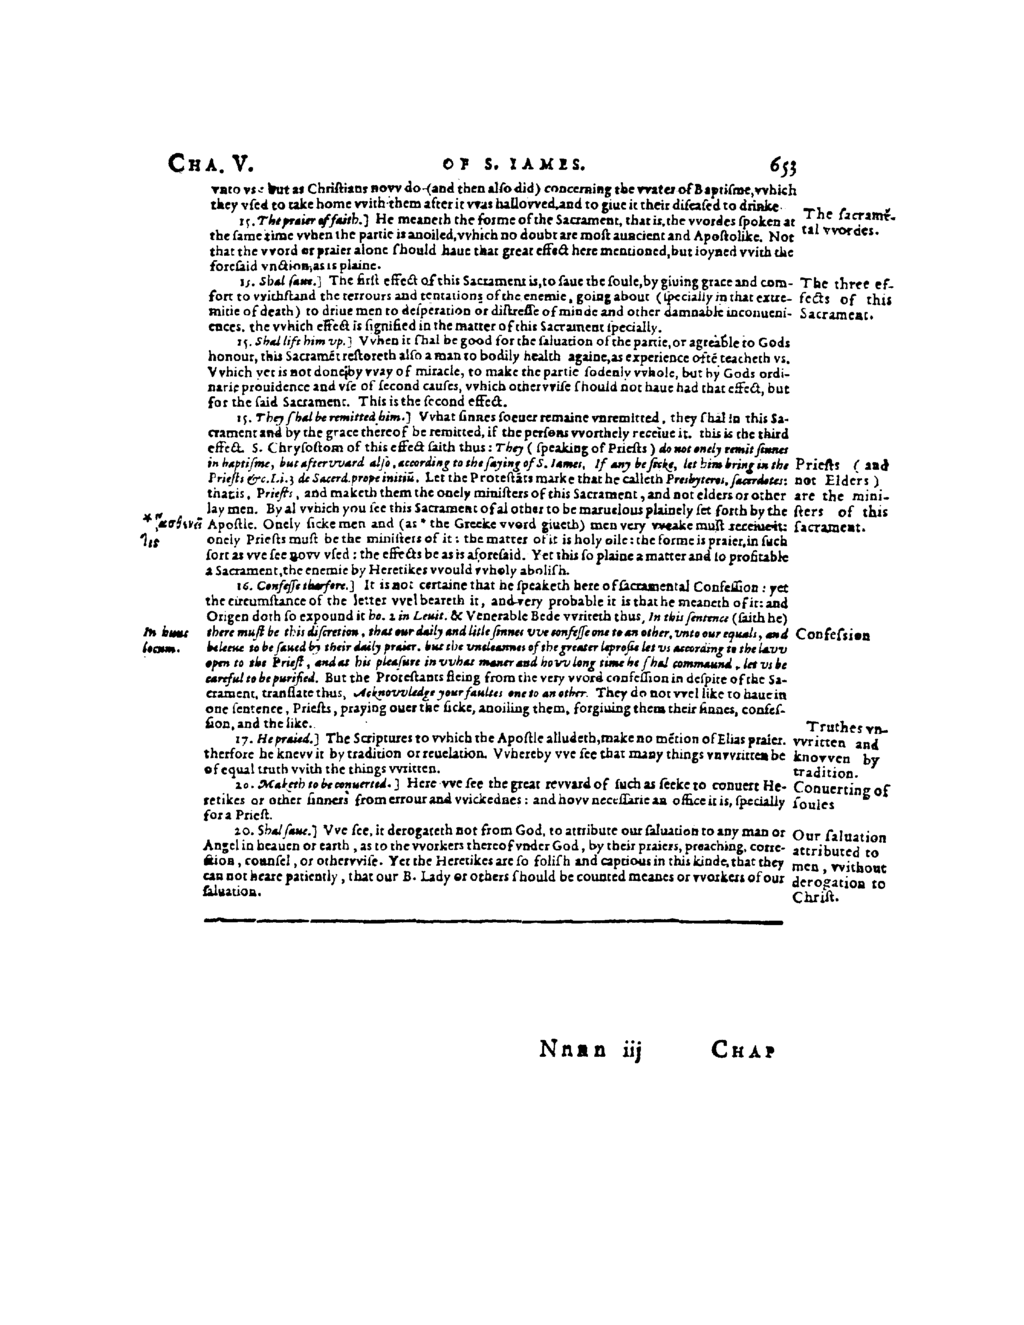 CHA. V. OF S. IAMES. 653
vnto vs: but as Christians novv do (and then also did) concerning the vvater of Baptisme, vvhich
they vsed to take home vvith them after it vvas hallovved, and to giue it their diseased to drinke.
15. The praier of faith.] He meaneth the forme of the Sacrament, that is, the vvordes spoken at
the same time vvhen the partie is anoiled, vvhich no doubt are most auncient and Apostolike. Not
that the vvord or praier alone should haue that great effect here mentioned, but ioyned vvith the
foresaid vnction, as is plaine.
The sacramē-
tal vvordes.
15. Shal saue.] The first effect of this Sacrament is, to saue the soule, by giuing grace and com-
fort to vvithstand the terrours and tentations of the enemie, going about (specially in that extre-
mitie of death) to driue men to desperation or distresse of minde and other damnable inconueni-
ences. the vvhich effect is signified in the matter of this Sacrament specially.
The three ef-
fects of this
Sacrament.
15. Shal lift him vp.] VVhen it shal be good for the saluation of the partie, or agreable to Gods
honour, this Sacramēt restoreth also a man to bodily health againe, as experience oftē teacheth vs.
VVhich yet is not done by vvay of miracle, to make the partie sodenly vvhole, but by Gods ordi-
narie prouidence and vse of second causes, vvhich othervvise should not haue had that effect, but
for the said Sacrament. This is the second effect.
15. They shal be remitted him.] VVhat sinnes soeuer remaine vnremitted, they shal in this Sa-
crament and by the grace thereof be remitted, if the persons vvorthely receiue it. this is the third
effect. S. Chrysostom of this effect saith thus: They (speaking of Priests) do not onely remit sinnes
in baptisme, but aftervvard also, according to the saying of S. Iames, If any be sicke, let him bring in the
Priests &c. Li. 3 de Sacerd. prope initiū. Let the Protestāts marke that he calleth Presbyteros, sacerdotes:
that is, Priests, and maketh them the onely ministers of this Sacrament, and not elders or other
lay men. By al vvhich you see this Sacrament of al other to be maruelous plainely set forth by the
Apostle. Onely sicke men and (as * the Greeke vvord giueth) men very vveake must receiue it:
onely Priests must be the ministers of it: the matter of it is holy oile: the forme is praier, in such
sort as vve see novv vsed: the effects be as is aforesaid. Yet this so plaine a matter and so profitable
a Sacrament, the enemie by Heretikes vvould vvholy abolish.
Priests (and
not Elders)
are the mini-
sters of this
sacrament.
16. Confesse therfore.] It is not certaine that he speaketh here of sacramental Confession: yet
the circumstance of the letter vvel beareth it, and very probable it is that he meaneth of it: and
Origen doth so expound it ho. 2 in Leuit. & Venerable Bede vvriteth thus, In this sentence (saith he)
there must be this discretion, that our daily and litle sinnes vve confesse one to an other, vnto our equals, and
beleeue to be saued by their daily praier. but the vncleannes of the greater leprosie let vs according to the lavv
open to the Priest, and at his pleasure in vvhat maner and hovv long time he shal commaund, let vs be
careful to be purified. But the Protestants fleing from the very vvord confession in despite of the Sa-
crament, translate thus, Acknovvledge your faultes one to an other. They do not vvel like to haue in
one sentence, Priests, praying ouer the sicke, anoiling them, forgiuing them their sinnes, confes-
sion, and the like.
In hunc
locum.
Confession
17. He praied.] The Scriptures to vvhich the Apostle alludeth, make no mētion of Elias praier.
therfore he knevv it by tradition or reuelation. VVhereby vve see that many things vnvvritten be
of equal truth vvith the things vvritten.
Truthes vn-
vvritten and
knovven by
tradition.
20. Maketh to be conuerted.] Here vve see the great revvard of such as seeke to conuert He-
retikes or other sinners from errour and vvickednes: and hovv necessarie an office it is, specially
for a Priest.
Conuerting of
soules
20. Shal saue.] VVe see, it derogateth not from God, to attribute our saluation to any man or
Angel in heauen or earth, as to the vvorkers thereof vnder God, by their praiers, preaching, corre-
ction, counsel, or othervvise. Yet the Heretikes are so folish and captious in this kinde, that they
can not heare patiently, that our B. Lady or others should be counted meanes or vvorkers of our
saluation.
Our saluation
attributed to
men, vvithout
derogation to
Christ.
Nnnn iij CHAP